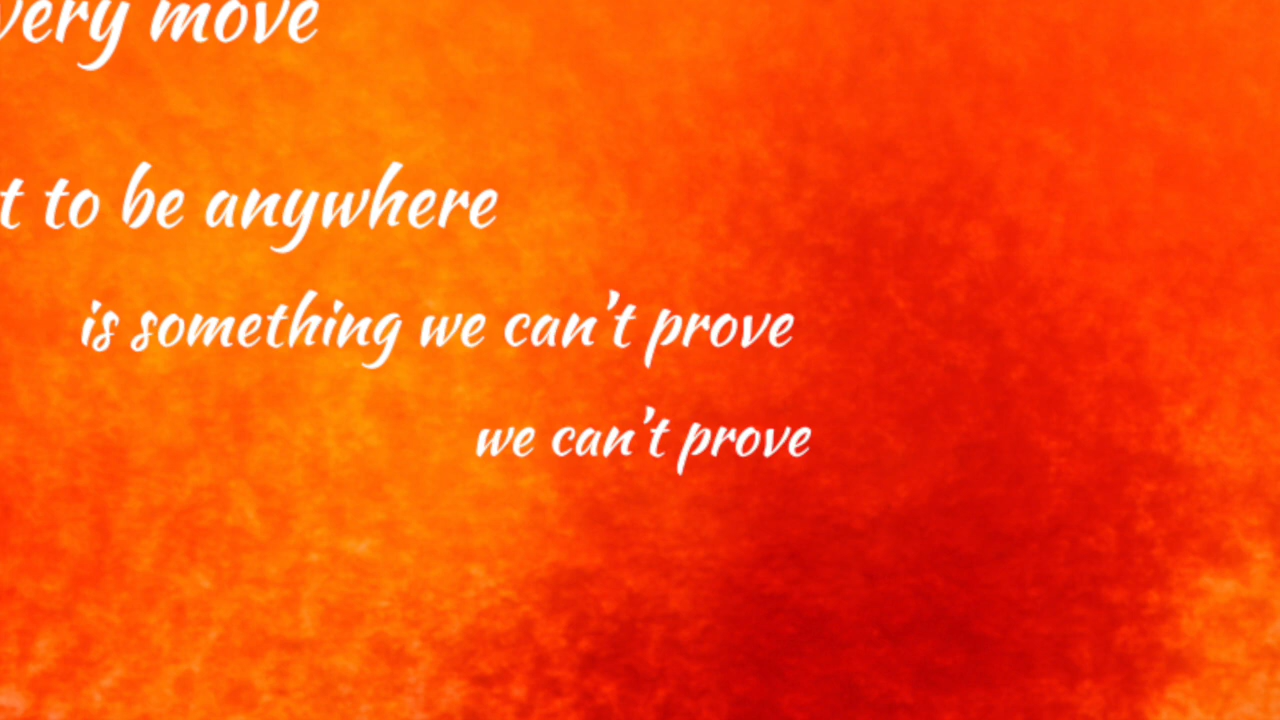 very move
t to be anywhere
is something we can't prove
we can't prove